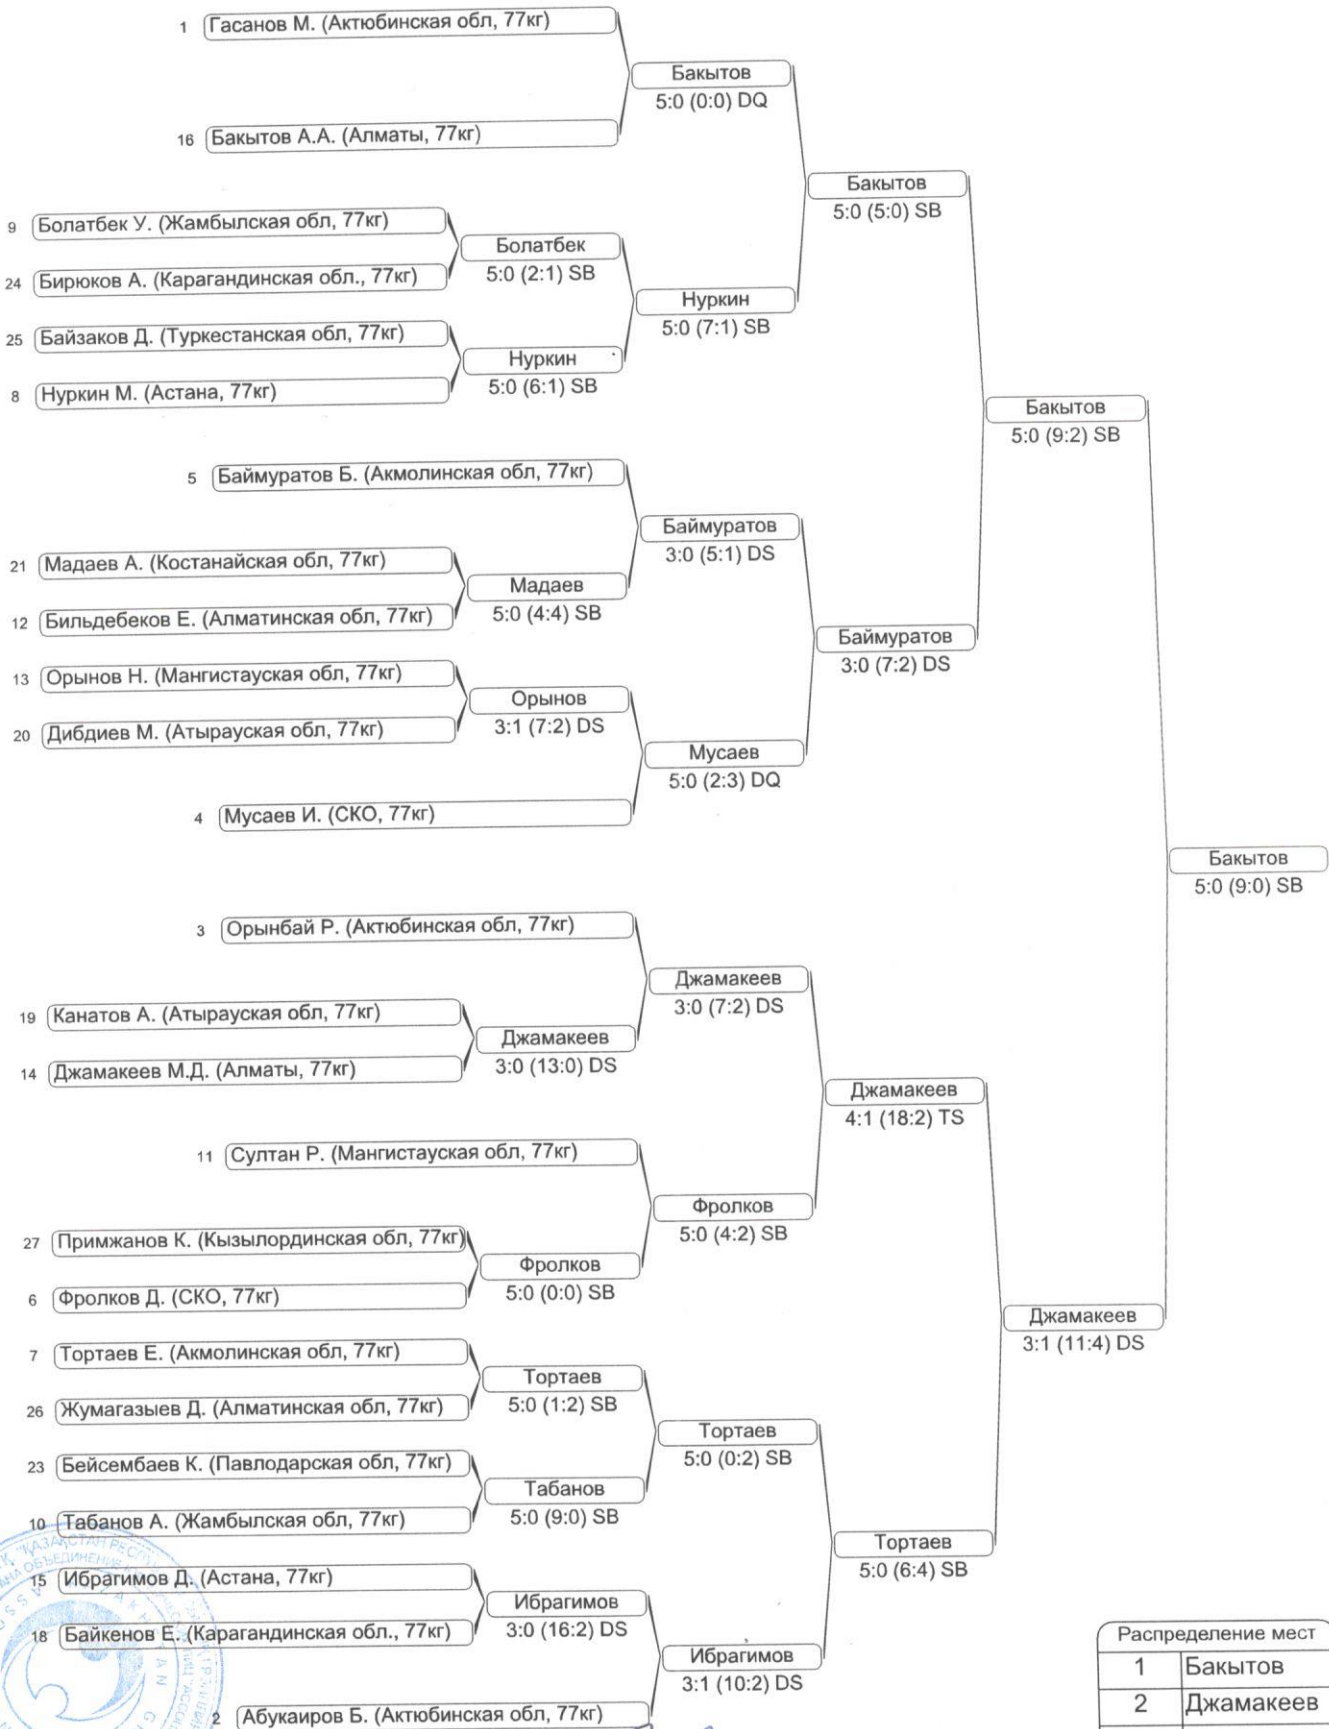 1 Гасанов М. (Актюбинская обл, 77кг)
Бакытов
5:0 (0:0) DQ
16 Бакытов А.А. (Алматы, 77кг)
Бакытов
5:0 (5:0) SB
9 Болатбек У. (Жамбылская обл, 77кг)
Болатбек
5:0 (2:1) SB
24 Бирюков А. (Карагандинская обл., 77кг)
Нуркин
5:0 (7:1) SB
25 Байзаков Д. (Туркестанская обл, 77кг)
Нуркин
5:0 (6:1) SB
8 Нуркин М. (Астана, 77кг)
Бакытов
5:0 (9:2) SB
5 Баймуратов Б. (Акмолинская обл, 77кг)
Баймуратов
3:0 (5:1) DS
21 Мадаев А. (Костанайская обл, 77кг)
Мадаев
5:0 (4:4) SB
12 Бильдебеков Е. (Алматинская обл, 77кг)
Баймуратов
3:0 (7:2) DS
13 Орынов Н. (Мангистауская обл, 77кг)
Орынов
3:1 (7:2) DS
20 Дибдиев М. (Атырауская обл, 77кг)
Мусаев
5:0 (2:3) DQ
4 Мусаев И. (СКО, 77кг)
Бакытов
5:0 (9:0) SB
3 Орынбай Р. (Актюбинская обл, 77кг)
Джамакеев
3:0 (7:2) DS
19 Канатов А. (Атырауская обл, 77кг)
Джамакеев
3:0 (13:0) DS
14 Джамакеев М.Д. (Алматы, 77кг)
Джамакеев
4:1 (18:2) TS
11 Султан Р. (Мангистауская обл, 77кг)
Фролков
5:0 (4:2) SB
27 Примжанов К. (Кызылординская обл, 77кг)
Фролков
5:0 (0:0) SB
6 Фролков Д. (СКО, 77кг)
Джамакеев
3:1 (11:4) DS
7 Тортаев Е. (Акмолинская обл, 77кг)
Тортаев
5:0 (1:2) SB
26 Жумагазыев Д. (Алматинская обл, 77кг)
Тортаев
5:0 (0:2) SB
23 Бейсембаев К. (Павлодарская обл, 77кг)
Табанов
5:0 (9:0) SB
10 Табанов А. (Жамбылская обл, 77кг)
Тортаев
5:0 (6:4) SB
15 Ибрагимов Д. (Астана, 77кг)
Ибрагимов
3:0 (16:2) DS
18 Байкенов Е. (Карагандинская обл., 77кг)
Ибрагимов
3:1 (10:2) DS
2 Абукаиров Б. (Актюбинская обл, 77кг)
Распределение мест
1 Бакытов
2 Джамакеев